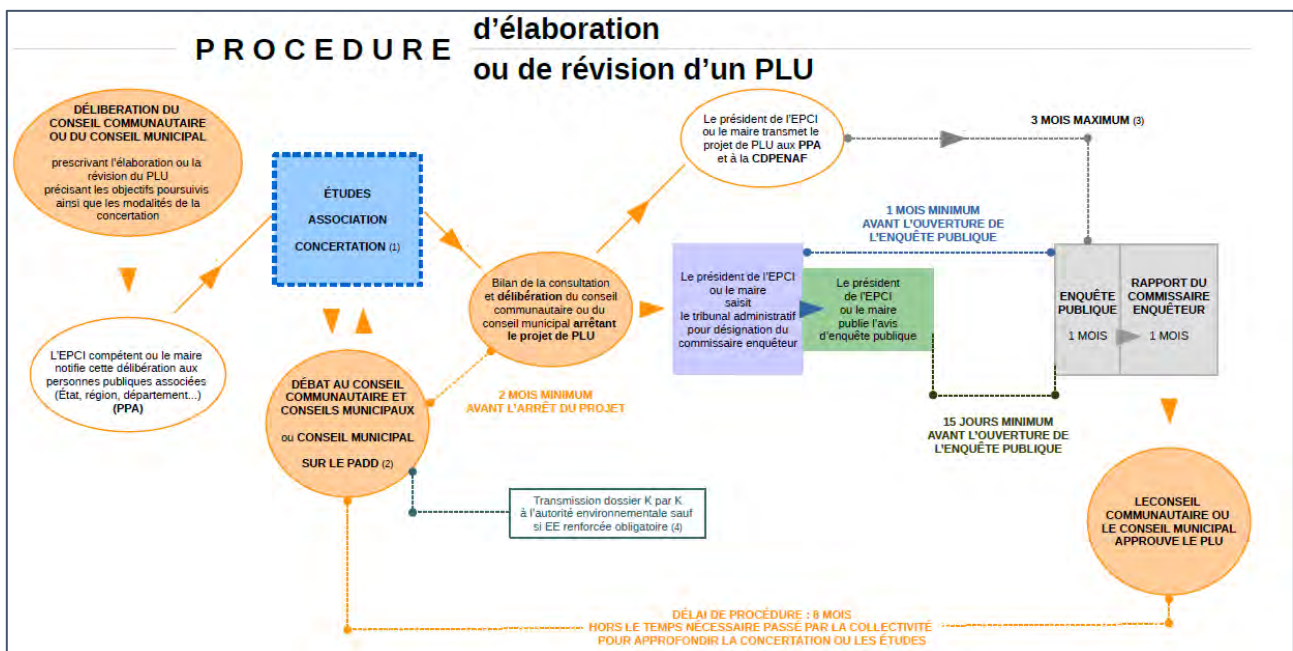 PROCEDURE
d'élaboration
ou de révision d'un PLU
DÉLIBERATION DU
CONSEIL COMMUNAUTAIRE
OU DU CONSEIL MUNICIPAL
prescrivant l'élaboration ou la
révision du PLU
précisant les objectifs poursuivis
ainsi que les modalités de la
concertation
L'EPCI compétent ou le maire
notifie cette délibération aux
personnes publiques associées
(État, région, département...)
(PPA)
ÉTUDES
ASSOCIATION
CONCERTATION (1)
DÉBAT AU CONSEIL
COMMUNAUTAIRE ET
CONSEILS MUNICIPAUX
ou CONSEIL MUNICIPAL
SUR LE PADD (2)
Bilan de la consultation
et délibération du conseil
communautaire ou du
conseil municipal arrêtant
le projet de PLU
2 MOIS MINIMUM
AVANT L'ARRÊT DU PROJET
Transmission dossier K par K
à l'autorité environnementale sauf
si EE renforcée obligatoire (4)
Le président de l'EPCI
ou le maire transmet le
projet de PLU aux PPA
et à la CDPENAF
3 MOIS MAXIMUM (3)
1 MOIS MINIMUM
AVANT L'OUVERTURE DE
L'ENQUÊTE PUBLIQUE
Le président de l'EPCI
ou le maire
saisit
le tribunal administratif
pour désignation du
commissaire enquêteur
Le président
de l'EPCI
ou le maire
publie l'avis
d'enquête publique
ENQUÊTE
PUBLIQUE
1 MOIS
RAPPORT DU
COMMISSAIRE
ENQUÊTEUR
1 MOIS
15 JOURS MINIMUM
AVANT L'OUVERTURE DE
L'ENQUÊTE PUBLIQUE
LECONSEIL
COMMUNAUTAIRE OU
LE CONSEIL MUNICIPAL
APPROUVE LE PLU
DÉLAI DE PROCÉDURE : 8 MOIS
HORS LE TEMPS NÉCESSAIRE PASSÉ PAR LA COLLECTIVITÉ
POUR APPROFONDIR LA CONCERTATION OU LES ÉTUDES